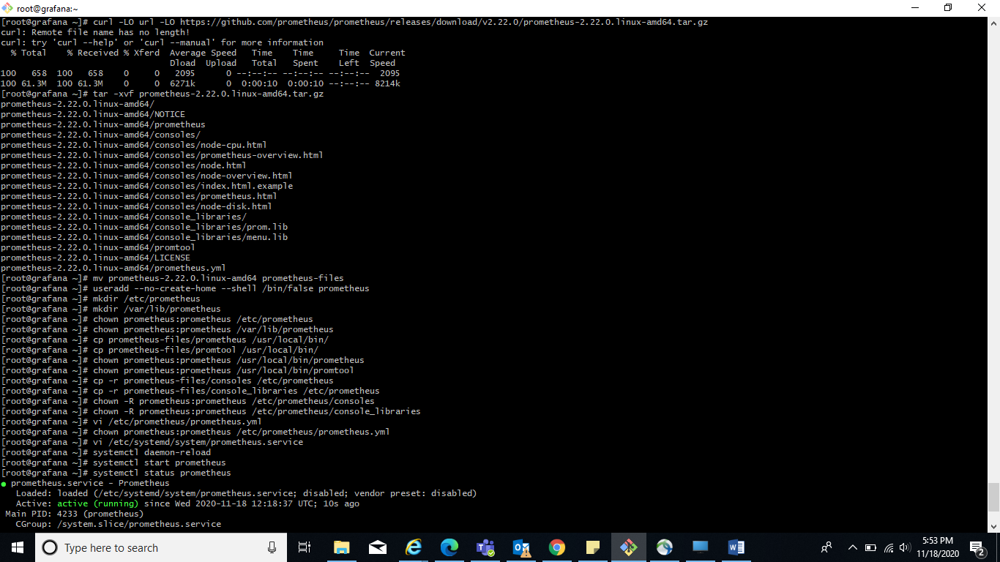 root@grafana:~
[root@grafana ~]# curl -LO url -LO https://github.com/prometheus/prometheus/releases/download/v2.22.0/prometheus-2.22.0.linux-amd64.tar.gz
curl: Remote file name has no length!
curl: try 'curl --help' or 'curl --manual' for more information
% Total % Received % Xferd Average Speed Time Time Time Current
Dload Upload Total Spent Left Speed
100 658 100 658 0 0 2095 0 --:--:-- --:--:-- --:--:-- 2095
100 61.3M 100 61.3M 0 0 6271k 0 0:00:10 0:00:10 --:--:-- 8214k
[root@grafana ~]# tar -xvf prometheus-2.22.0.linux-amd64.tar.gz
prometheus-2.22.0.linux-amd64/
prometheus-2.22.0.linux-amd64/NOTICE
prometheus-2.22.0.linux-amd64/prometheus
prometheus-2.22.0.linux-amd64/consoles/
prometheus-2.22.0.linux-amd64/consoles/node-cpu.html
prometheus-2.22.0.linux-amd64/consoles/prometheus-overview.html
prometheus-2.22.0.linux-amd64/consoles/node.html
prometheus-2.22.0.linux-amd64/consoles/node-overview.html
prometheus-2.22.0.linux-amd64/consoles/index.html.example
prometheus-2.22.0.linux-amd64/consoles/prometheus.html
prometheus-2.22.0.linux-amd64/consoles/node-disk.html
prometheus-2.22.0.linux-amd64/console_libraries/
prometheus-2.22.0.linux-amd64/console_libraries/prom.lib
prometheus-2.22.0.linux-amd64/console_libraries/menu.lib
prometheus-2.22.0.linux-amd64/promtool
prometheus-2.22.0.linux-amd64/LICENSE
prometheus-2.22.0.linux-amd64/prometheus.yml
[root@grafana ~]# mv prometheus-2.22.0.linux-amd64 prometheus-files
[root@grafana ~]# useradd --no-create-home --shell /bin/false prometheus
[root@grafana ~]# mkdir /etc/prometheus
[root@grafana ~]# mkdir /var/lib/prometheus
[root@grafana ~]# chown prometheus:prometheus /etc/prometheus
[root@grafana ~]# chown prometheus:prometheus /var/lib/prometheus
[root@grafana ~]# cp prometheus-files/prometheus /usr/local/bin/
[root@grafana ~]# cp prometheus-files/promtool /usr/local/bin/
[root@grafana ~]# chown prometheus:prometheus /usr/local/bin/prometheus
[root@grafana ~]# chown prometheus:prometheus /usr/local/bin/promtool
[root@grafana ~]# cp -r prometheus-files/consoles /etc/prometheus
[root@grafana ~]# cp -r prometheus-files/console_libraries /etc/prometheus
[root@grafana ~]# chown -R prometheus:prometheus /etc/prometheus/consoles
[root@grafana ~]# chown -R prometheus:prometheus /etc/prometheus/console_libraries
[root@grafana ~]# vi /etc/prometheus/prometheus.yml
[root@grafana ~]# chown prometheus:prometheus /etc/prometheus/prometheus.yml
[root@grafana ~]# vi /etc/systemd/system/prometheus.service
[root@grafana ~]# systemctl daemon-reload
[root@grafana ~]# systemctl start prometheus
[root@grafana ~]# systemctl status prometheus
● prometheus.service - Prometheus
Loaded: loaded (/etc/systemd/system/prometheus.service; disabled; vendor preset: disabled)
Active: active (running) since Wed 2020-11-18 12:18:37 UTC; 10s ago
Main PID: 4233 (prometheus)
CGroup: /system.slice/prometheus.service
Type here to search
5:53 PM
11/18/2020
2